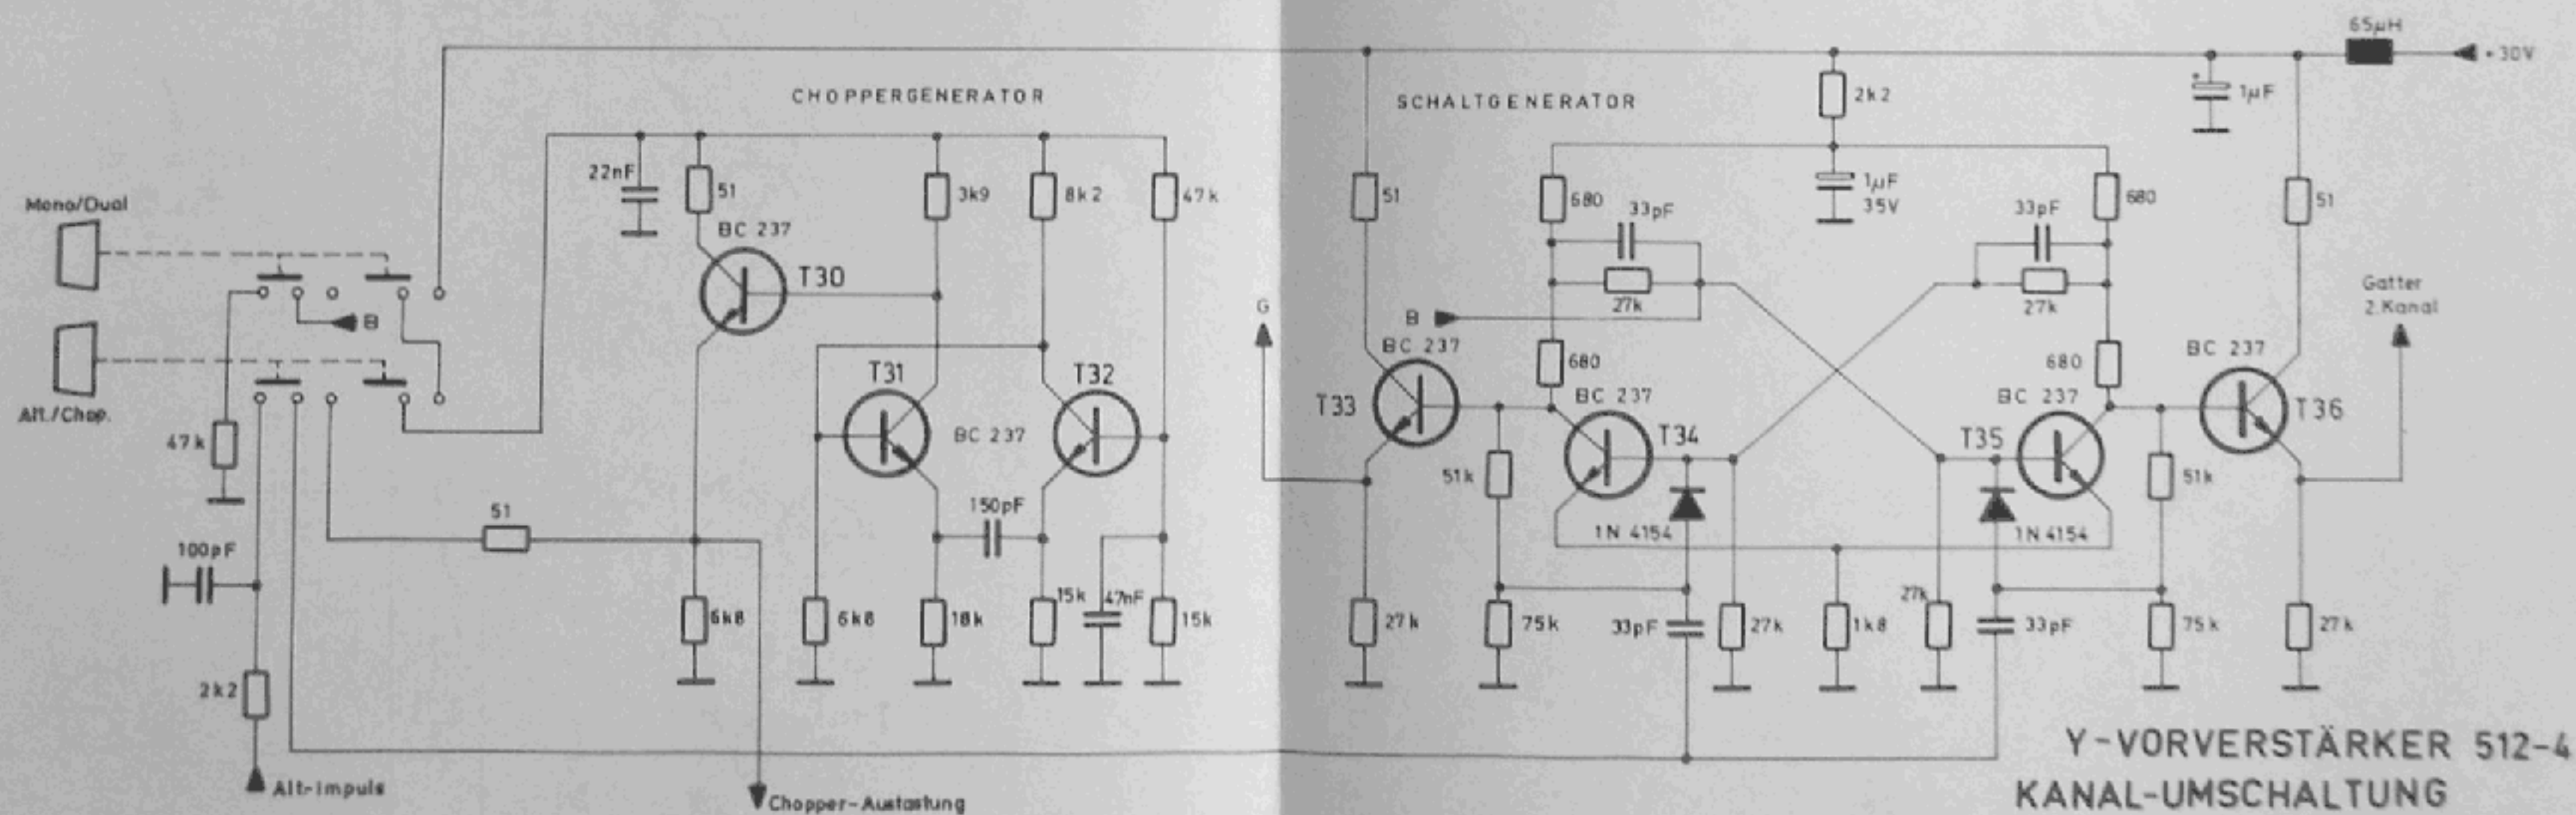 65µH
+30V
CHOPPERGENERATOR
SCHALTGENERATOR
2k2
1µF
22nF
51
3k9
8k2
47k
51
680
33pF
1µF
35V
33pF
680
51
Mono/Dual
BC 237
T30
27k
27k
Gatter
2.Kanal
B
G
B
BC 237
680
680
BC 237
Alt./Chop.
T31
T32
T33
BC 237
BC 237
T36
47k
BC 237
T34
T35
51k
51k
51
150pF
1N 4154
1N 4154
100pF
6k8
6k8
18k
15k
47nF
15k
27k
75k
33pF
27k
1k8
27k
33pF
75k
27k
2k2
Y-VORVERSTÄRKER 512-4
KANAL-UMSCHALTUNG
Alt-Impuls
Chopper-Austastung